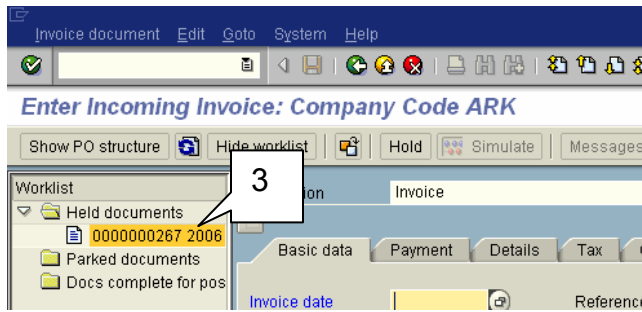 Invoice document Edit Goto System Help
Enter Incoming Invoice: Company Code ARK
Show PO structure Hide worklist Hold Simulate Messages
Worklist
3
Invoice
Held documents
0000000267 2006
Basic data Payment Details Tax
Parked documents
Docs complete for pos
Invoice date Reference